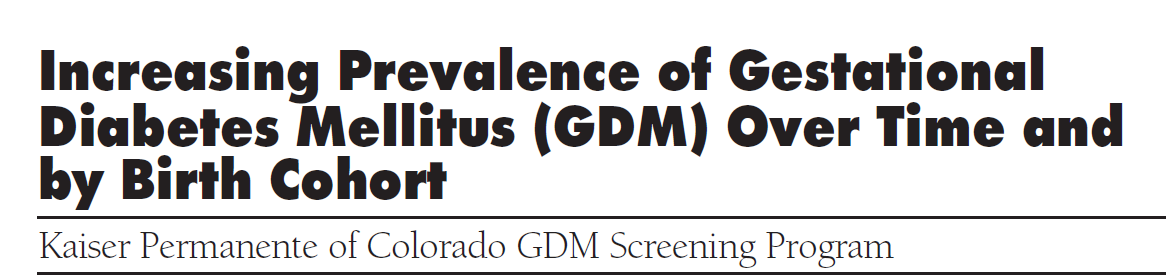 Increasing Prevalence of Gestational
Diabetes Mellitus (GDM) Over Time and
by Birth Cohort
Kaiser Permanente of Colorado GDM Screening Program